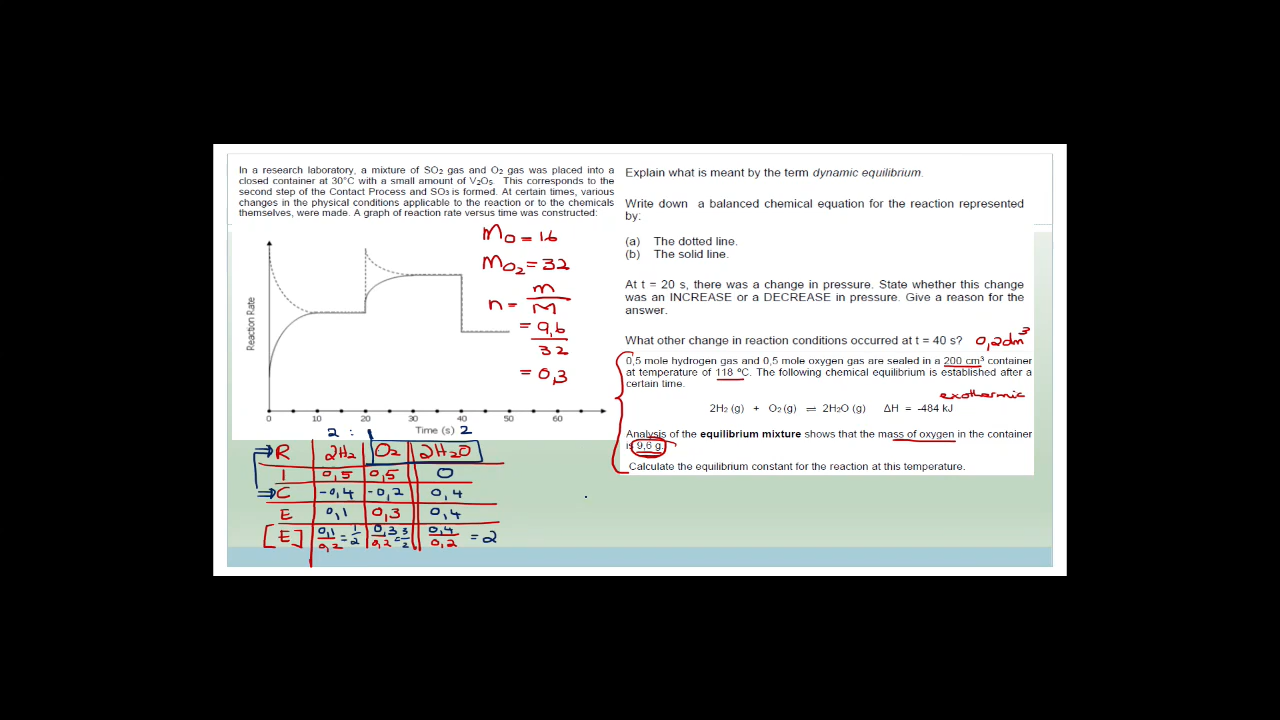 In a research laboratory, a mixture of SO₂ gas and O₂ gas was placed into a
closed container at 30°C with a small amount of V₂O₅. This corresponds to the
second step of the Contact Process and SO₃ is formed. At certain times, various
changes in the physical conditions applicable to the reaction or to the chemicals
themselves, were made. A graph of reaction rate versus time was constructed:
Reaction Rate
0 10 20 30 40 50 60
Time (s)
M_O = 16
M_O₂ = 32
n = m/M
= 9,6/32
= 0,3
2 : 1 2
R 2H₂ O₂ 2H₂O
I 0,5 0,5 0
C -0,4 -0,2 0,4
E 0,1 0,3 0,4
[E] 0,1/0,2 = 1/2 0,3/0,2 = 3/2 0,4/0,2 = 2
Explain what is meant by the term dynamic equilibrium.
Write down a balanced chemical equation for the reaction represented
by:
(a) The dotted line.
(b) The solid line.
At t = 20 s, there was a change in pressure. State whether this change
was an INCREASE or a DECREASE in pressure. Give a reason for the
answer.
What other change in reaction conditions occurred at t = 40 s? 0,2dm³
0,5 mole hydrogen gas and 0,5 mole oxygen gas are sealed in a 200 cm³ container
at temperature of 118 °C. The following chemical equilibrium is established after a
certain time.
exothermic
2H₂ (g) + O₂ (g) ⇌ 2H₂O (g) ΔH = -484 kJ
Analysis of the equilibrium mixture shows that the mass of oxygen in the container
is 9,6 g.
Calculate the equilibrium constant for the reaction at this temperature.